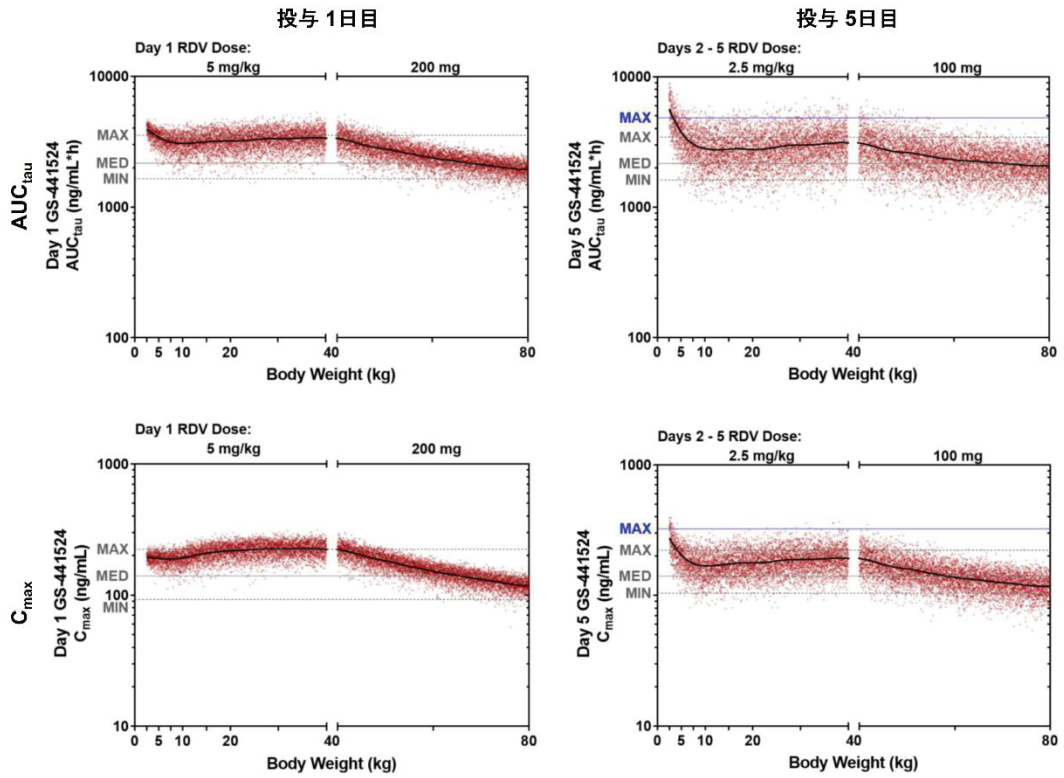 投与 1日目
Day 1 RDV Dose:
5 mg/kg
200 mg
10000
1000
100
MAX
MED
MIN
AUCtau
Day 1 GS-441524
AUCtau (ng/mL*h)
0
5
10
20
40
80
Body Weight (kg)
投与 5日目
Days 2 - 5 RDV Dose:
2.5 mg/kg
100 mg
10000
1000
100
MAX
MAX
MED
MIN
Day 5 GS-441524
AUCtau (ng/mL*h)
0
5
10
20
40
80
Body Weight (kg)
Day 1 RDV Dose:
5 mg/kg
200 mg
1000
100
10
MAX
MED
MIN
Cmax
Day 1 GS-441524
Cmax (ng/mL)
0
5
10
20
40
80
Body Weight (kg)
Days 2 - 5 RDV Dose:
2.5 mg/kg
100 mg
1000
100
10
MAX
MAX
MED
MIN
Day 5 GS-441524
Cmax (ng/mL)
0
5
10
20
40
80
Body Weight (kg)